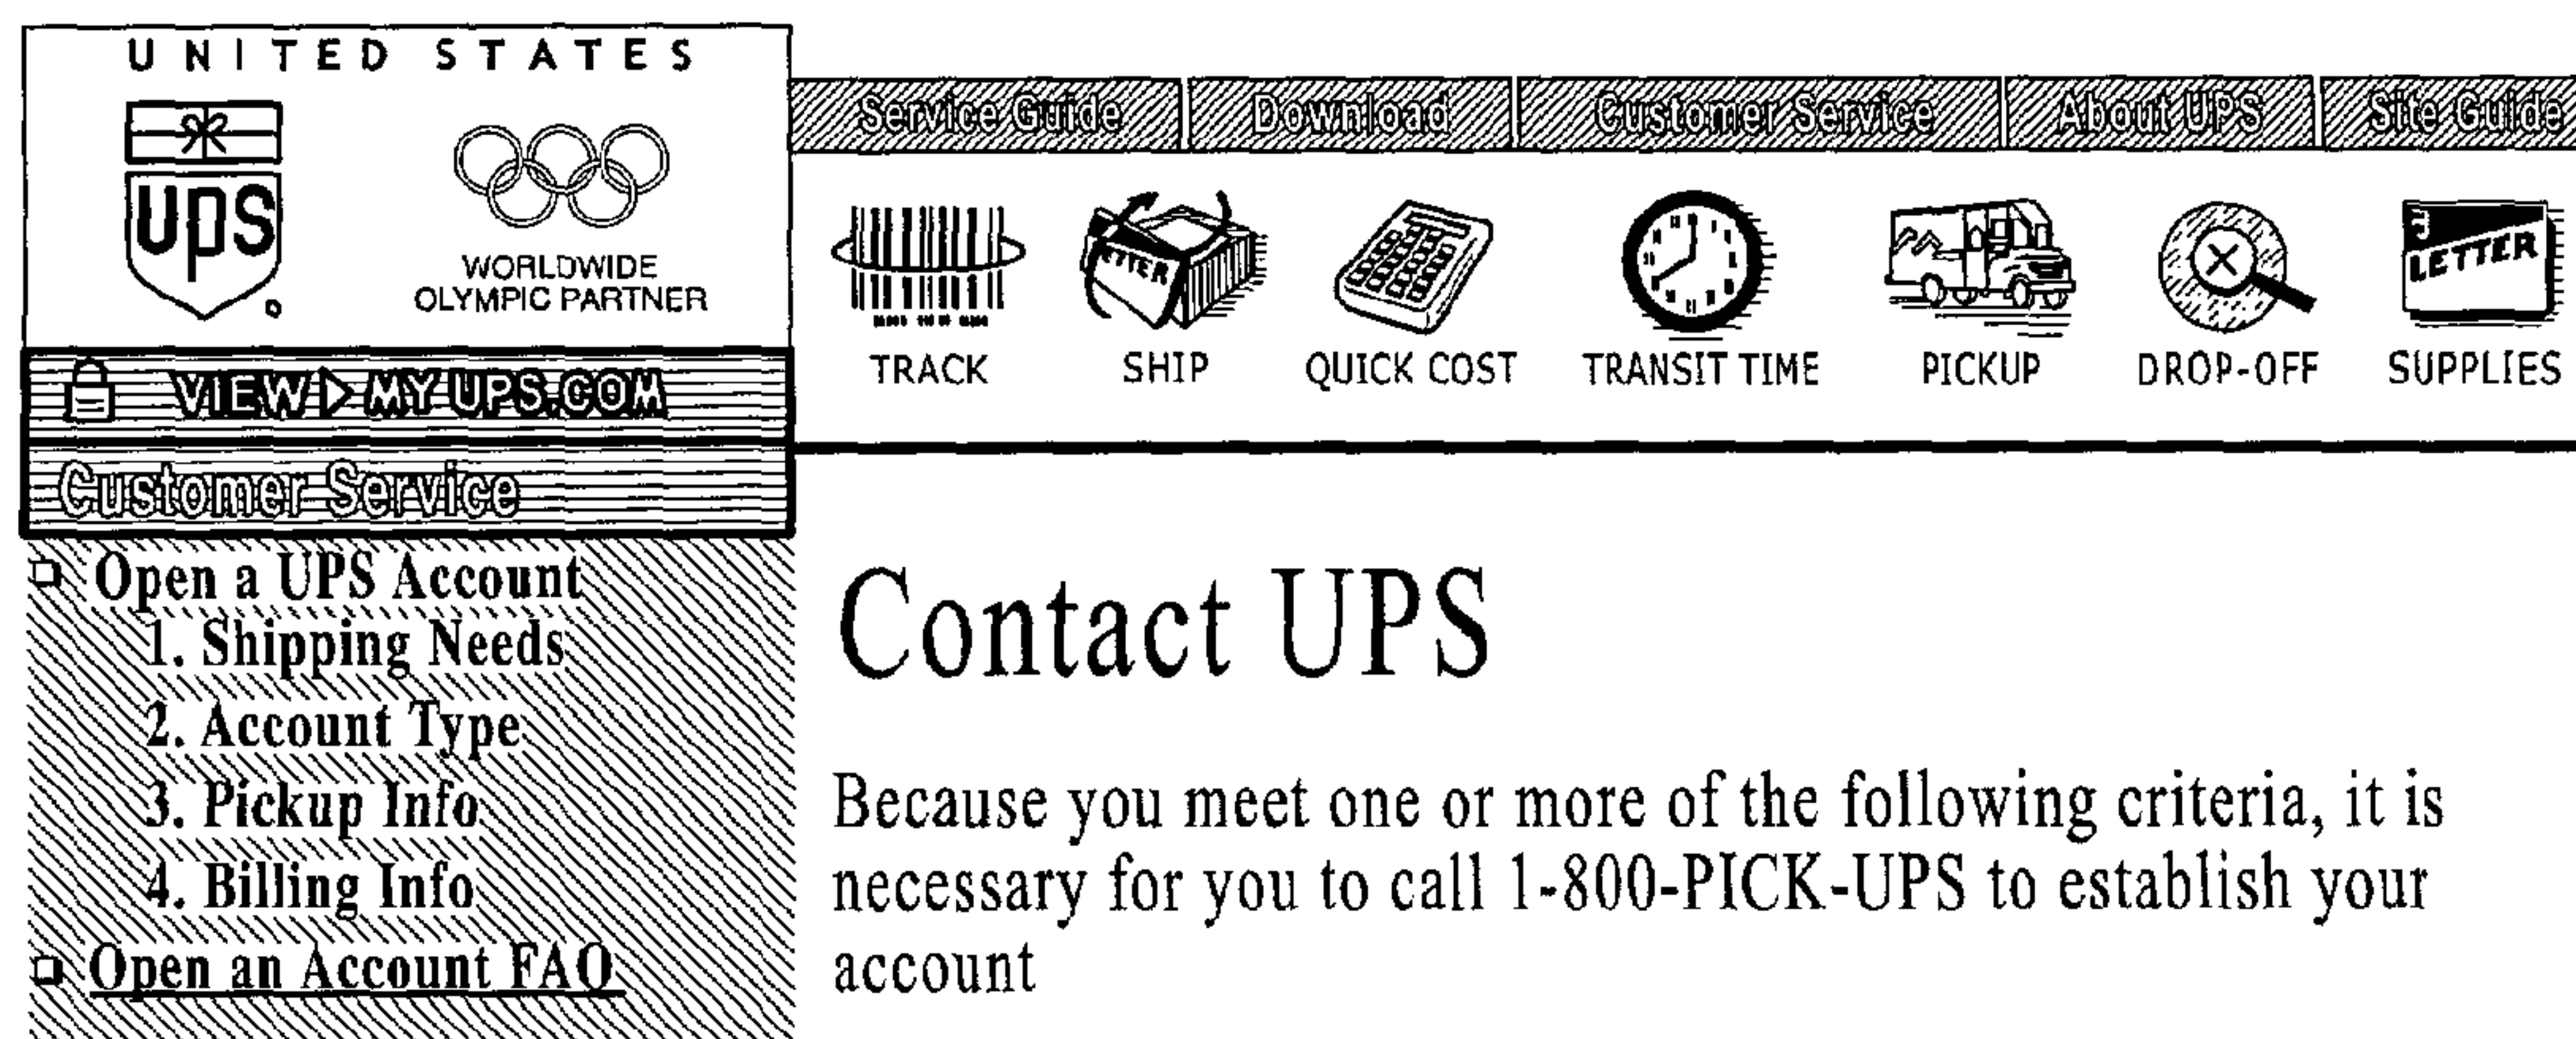 UNITED STATES
ups
WORLDWIDE
OLYMPIC PARTNER
Service Guide Download Customer Service About UPS Site Guide
LETTER
TRACK SHIP QUICK COST TRANSIT TIME PICKUP DROP-OFF SUPPLIES
VIEW MY UPS.COM
Customer Service
Open a UPS Account
1. Shipping Needs
2. Account Type
3. Pickup Info
4. Billing Info
Open an Account FAQ
Contact UPS
Because you meet one or more of the following criteria, it is
necessary for you to call 1-800-PICK-UPS to establish your
account